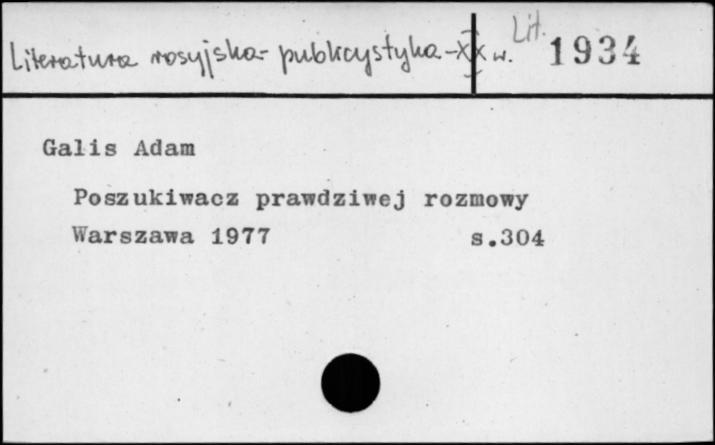 Literatura rosyjska - publicystyka - XX w.
Lit. 1934
Galis Adam
Poszukiwacz prawdziwej rozmowy
Warszawa 1977 s.304